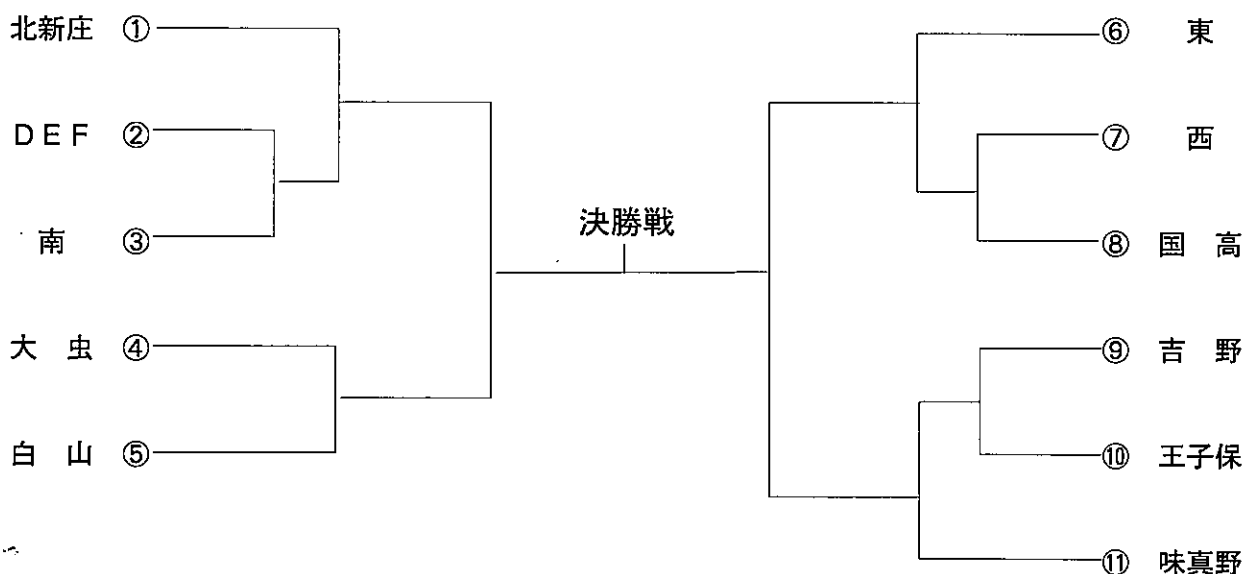 北新庄 ①
DEF ②
南 ③
大虫 ④
白山 ⑤
決勝戦
⑥ 東
⑦ 西
⑧ 国高
⑨ 吉野
⑩ 王子保
⑪ 味真野